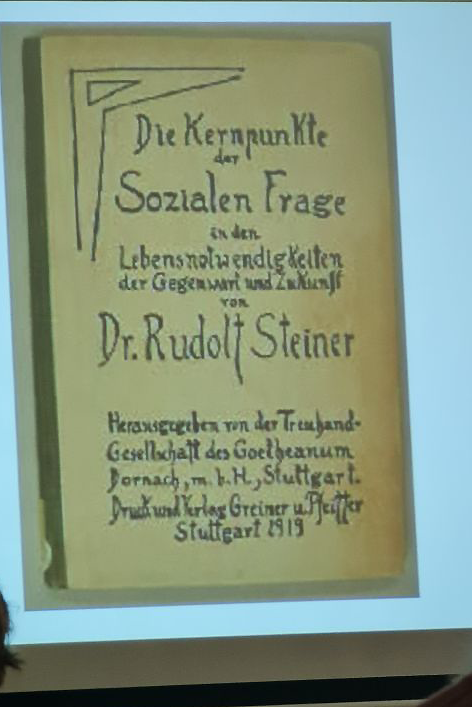 Die Kernpunkte
der
Sozialen Frage
in den
Lebensnotwendigkeiten
der Gegenwart und Zukunft
von
Dr. Rudolf Steiner
Herausgegeben von der Treuhand-
Gesellschaft des Goetheanum
Dornach, m. b. H., Stuttgart.
Druck und Verlag Greiner u. Pfeiffer
Stuttgart 1919